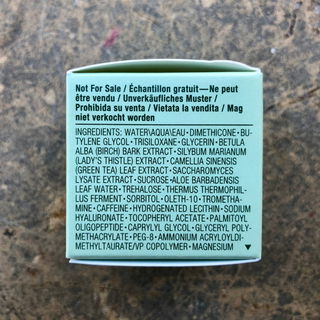 Not For Sale / Échantillon gratuit—Ne peut
être vendu / Unverkäufliches Muster /
Prohibida su venta / Vietata la vendita / Mag
niet verkocht worden
INGREDIENTS: WATER\AQUA\EAU • DIMETHICONE • BU-
TYLENE GLYCOL • TRISILOXANE • GLYCERIN • BETULA
ALBA (BIRCH) BARK EXTRACT • SILYBUM MARIANUM
(LADY'S THISTLE) EXTRACT • CAMELLIA SINENSIS
(GREEN TEA) LEAF EXTRACT • SACCHAROMYCES
LYSATE EXTRACT • SUCROSE • ALOE BARBADENSIS
LEAF WATER • TREHALOSE • THERMUS THERMOPHIL-
LUS FERMENT • SORBITOL • OLETH-10 • TROMETHA-
MINE • CAFFEINE • HYDROGENATED LECITHIN • SODIUM
HYALURONATE • TOCOPHERYL ACETATE • PALMITOYL
OLIGOPEPTIDE • CAPRYLYL GLYCOL • GLYCERYL POLY-
METHACRYLATE • PEG-8 • AMMONIUM ACRYLOYLDI-
METHYLTAURATE/VP COPOLYMER • MAGNESIUM ▼